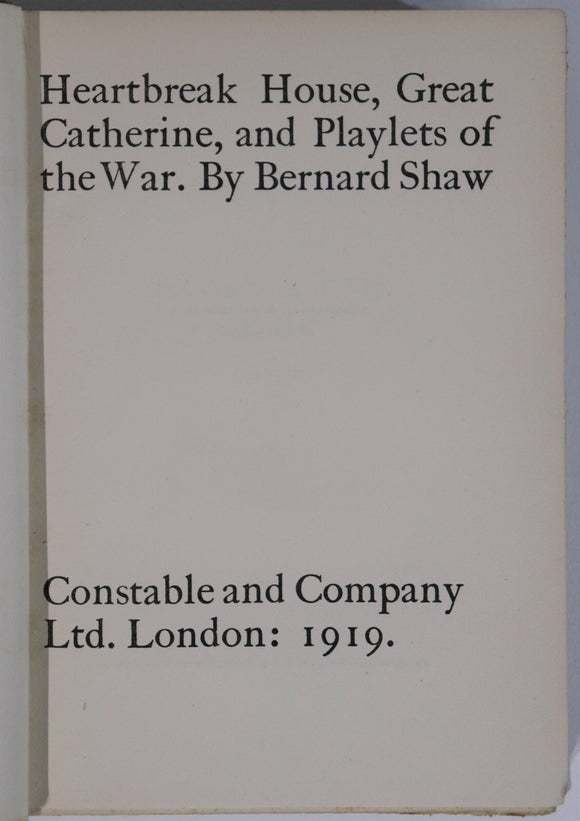 Heartbreak House, Great
Catherine, and Playlets of
the War. By Bernard Shaw
Constable and Company
Ltd. London: 1919.